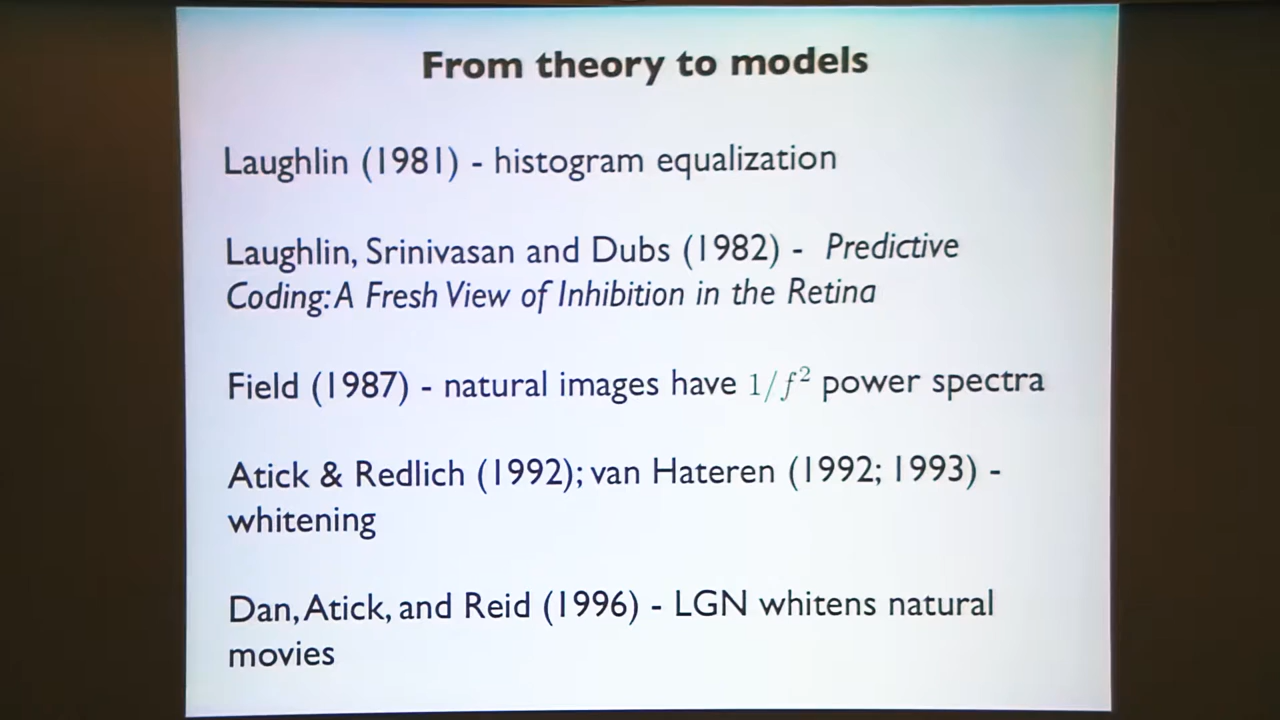 From theory to models
Laughlin (1981) - histogram equalization
Laughlin, Srinivasan and Dubs (1982) - Predictive
Coding: A Fresh View of Inhibition in the Retina
Field (1987) - natural images have 1/f² power spectra
Atick & Redlich (1992); van Hateren (1992; 1993) -
whitening
Dan, Atick, and Reid (1996) - LGN whitens natural
movies